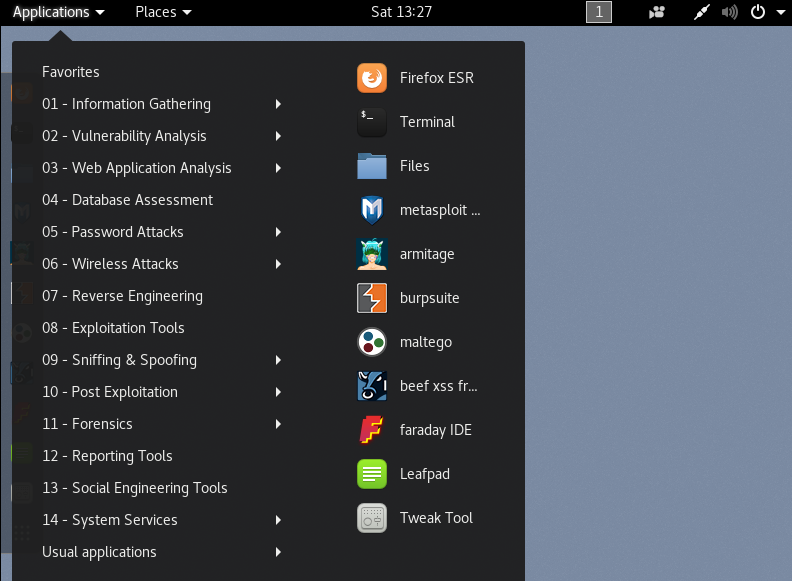 Applications Places Sat 13:27 1
Favorites
01 - Information Gathering
02 - Vulnerability Analysis
03 - Web Application Analysis
04 - Database Assessment
05 - Password Attacks
06 - Wireless Attacks
07 - Reverse Engineering
08 - Exploitation Tools
09 - Sniffing & Spoofing
10 - Post Exploitation
11 - Forensics
12 - Reporting Tools
13 - Social Engineering Tools
14 - System Services
Usual applications
Firefox ESR
$_ Terminal
Files
metasploit ...
armitage
burpsuite
maltego
beef xss fr...
faraday IDE
Leafpad
Tweak Tool